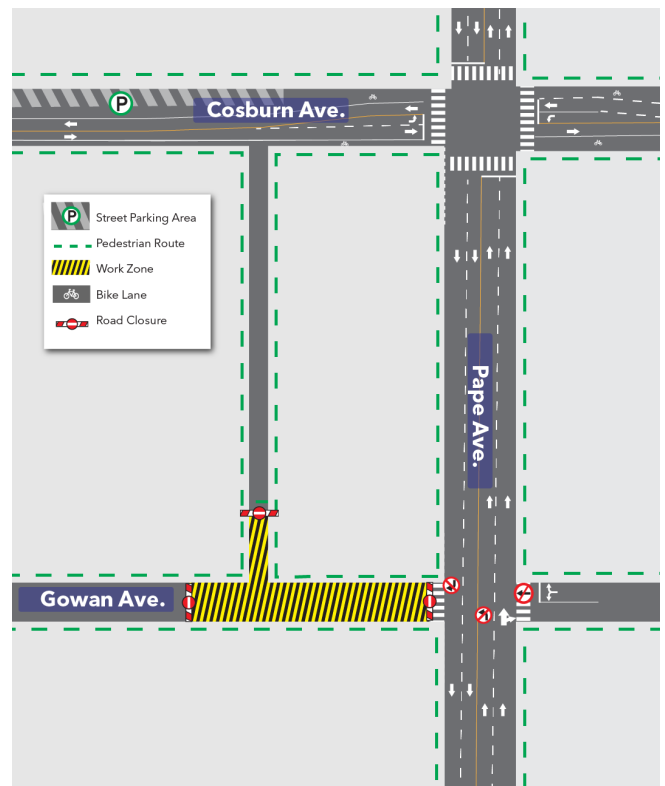 P
Cosburn Ave.
P
Street Parking Area
Pedestrian Route
Work Zone
Bike Lane
Road Closure
Pape Ave.
Gowan Ave.